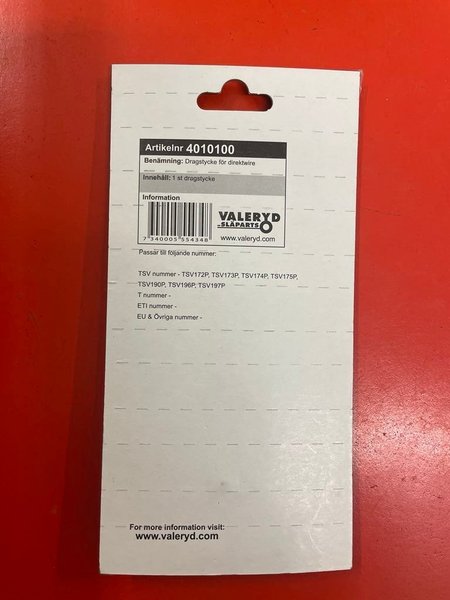 Artikelnr 4010100
Benämning: Dragstycke för direktwire
Innehåll: 1 st dragstycke
Information
7 340005 554348
VALERYD
SLÄPARTS
www.valeryd.com
Passar till följande nummer:
TSV nummer - TSV172P, TSV173P, TSV174P, TSV175P,
TSV190P, TSV196P, TSV197P
T nummer -
ETI nummer -
EU & Övriga nummer -
For more information visit:
www.valeryd.com